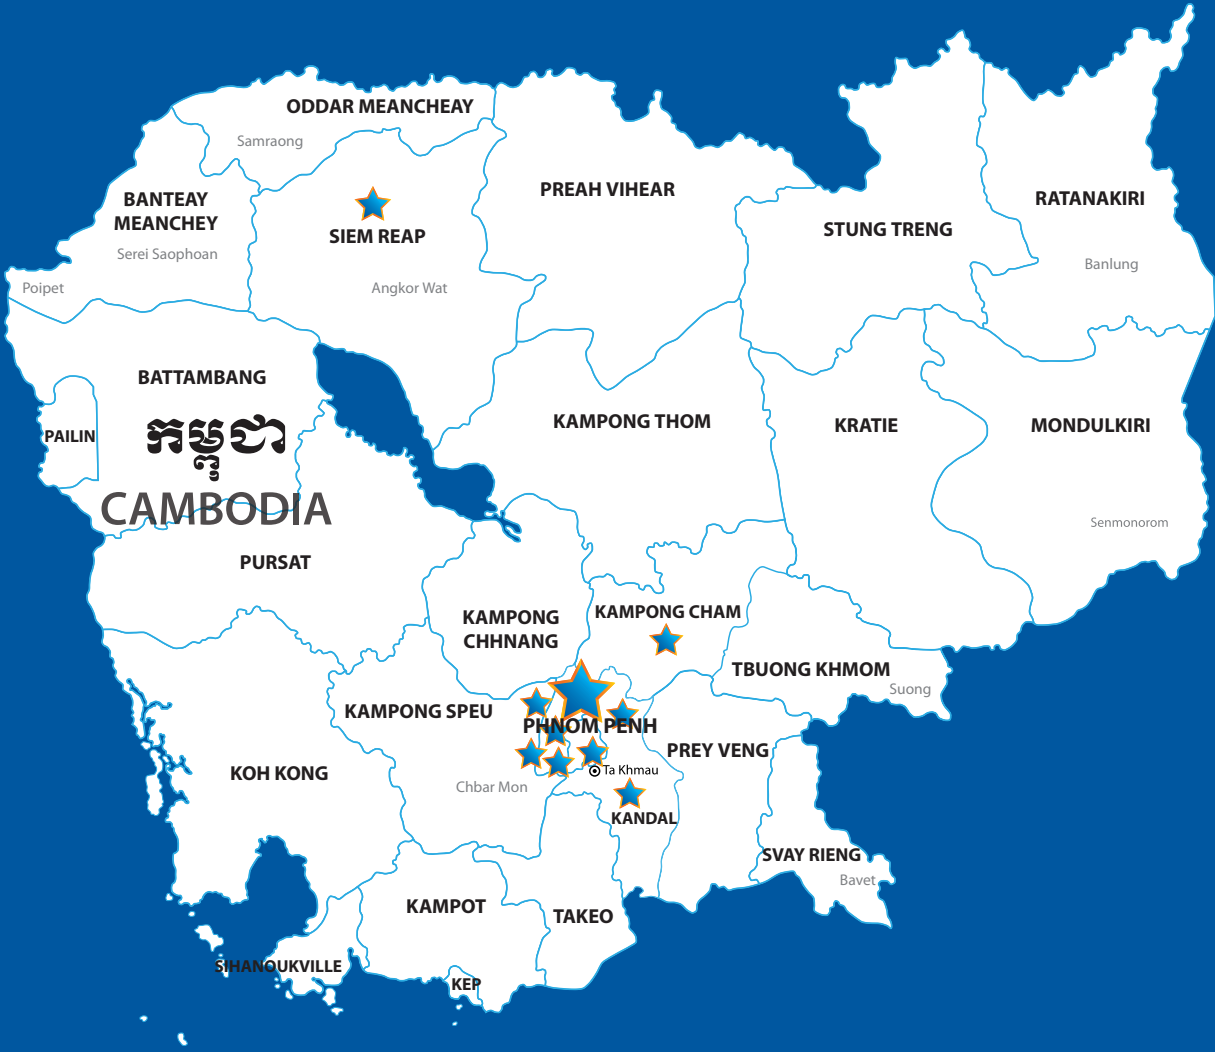 ODDAR MEANCHEAY
Samraong
PREAH VIHEAR
BANTEAY
MEANCHEY
RATANAKIRI
SIEM REAP
STUNG TRENG
Serei Saophoan
Banlung
Poipet
Angkor Wat
BATTAMBANG
PAILIN
KAMPONG THOM
KRATIE
MONDULKIRI
កម្ពុជា
CAMBODIA
Senmonorom
PURSAT
KAMPONG
CHHNANG
KAMPONG CHAM
TBUONG KHMOM
Suong
KAMPONG SPEU
PHNOM PENH
PREY VENG
KOH KONG
Ta Khmau
Chbar Mon
KANDAL
SVAY RIENG
Bavet
KAMPOT
TAKEO
SIHANOUKVILLE
KEP